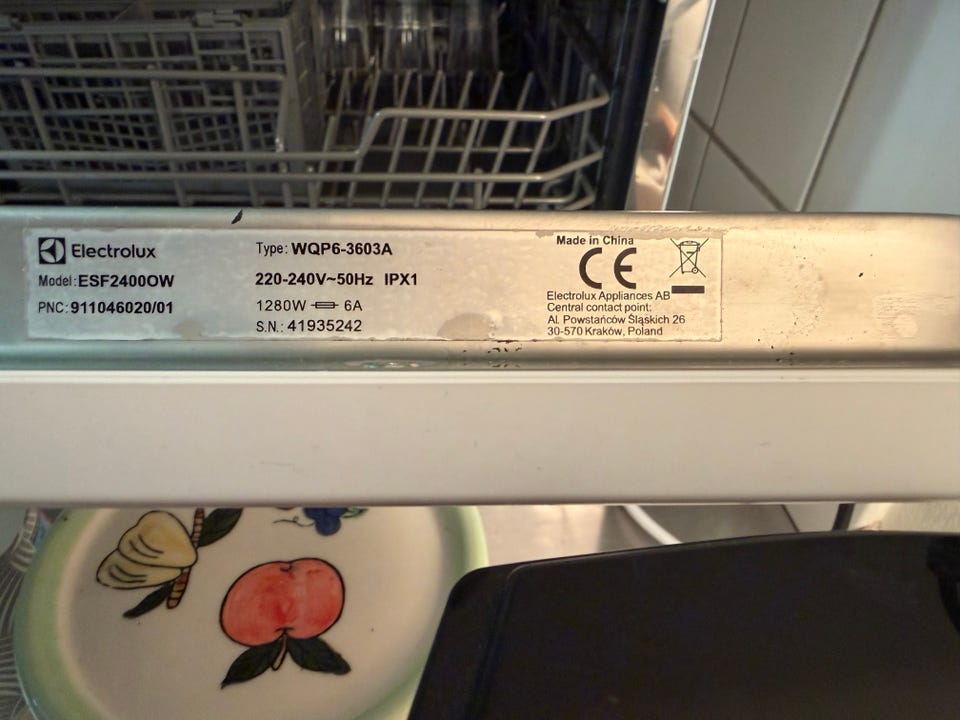 Electrolux
Model: ESF2400OW
PNC: 911046020/01
Type: WQP6-3603A
220-240V~50Hz IPX1
1280W 6A
S.N.: 41935242
Made in China
CE
Electrolux Appliances AB
Central contact point:
Al. Powstańców Śląskich 26
30-570 Kraków, Poland